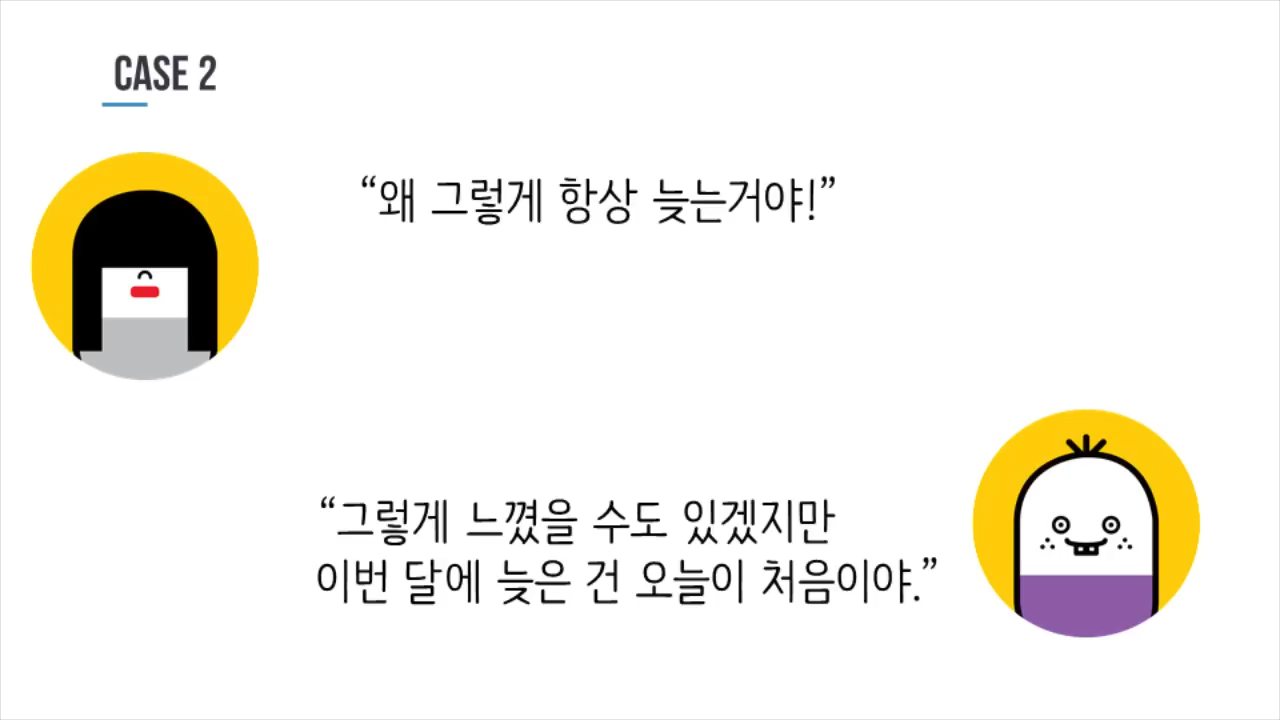 CASE 2
“왜 그렇게 항상 늦는거야!”
“그렇게 느꼈을 수도 있겠지만
이번 달에 늦은 건 오늘이 처음이야.”